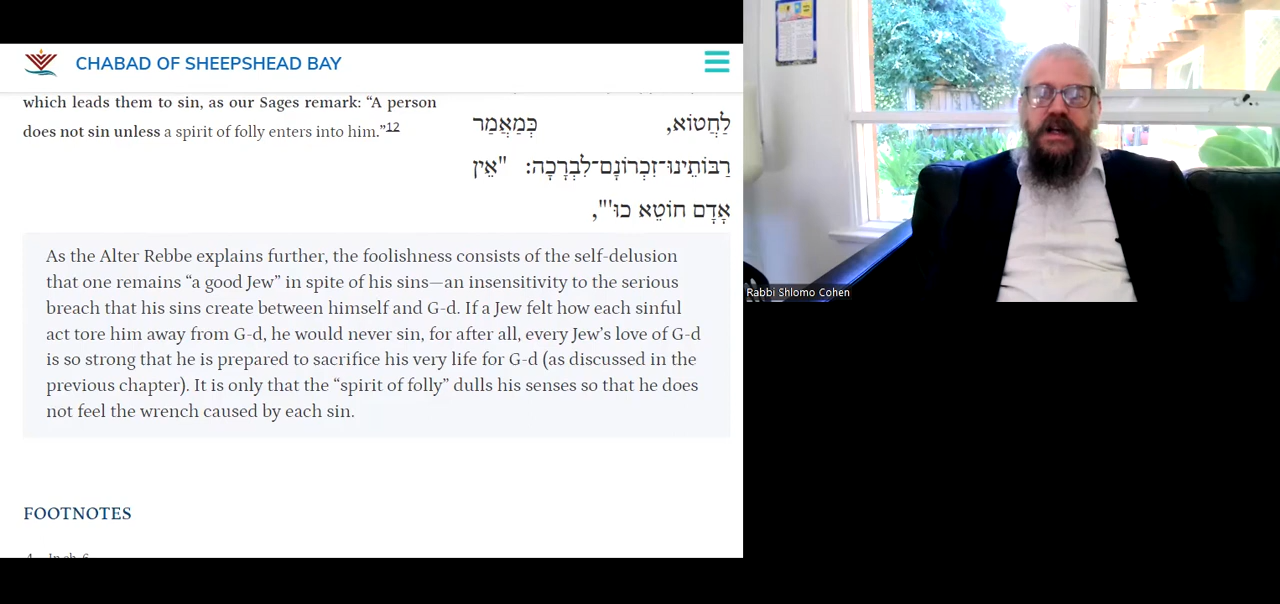 CHABAD OF SHEEPSHEAD BAY
which leads them to sin, as our Sages remark: “A person
does not sin unless a spirit of folly enters into him.”12
לַחֲטוֹא, כְּמַאֲמַר
רַבּוֹתֵינוּ־זִכְרוֹנָם־לִבְרָכָה: "אֵין
אָדָם חוֹטֵא כוּ'",
As the Alter Rebbe explains further, the foolishness consists of the self-delusion
that one remains “a good Jew” in spite of his sins—an insensitivity to the serious
breach that his sins create between himself and G-d. If a Jew felt how each sinful
act tore him away from G-d, he would never sin, for after all, every Jew’s love of G-d
is so strong that he is prepared to sacrifice his very life for G-d (as discussed in the
previous chapter). It is only that the “spirit of folly” dulls his senses so that he does
not feel the wrench caused by each sin.
FOOTNOTES
Rabbi Shlomo Cohen